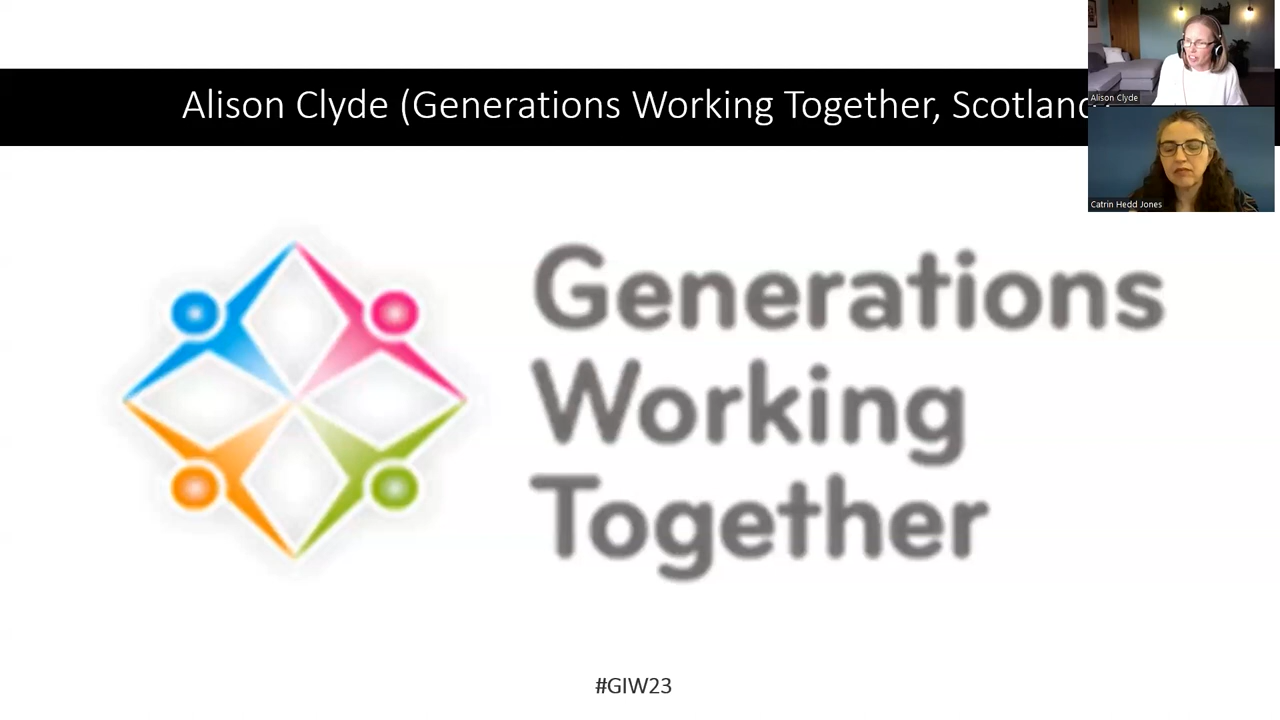 Alison Clyde (Generations Working Together, Scotland)
Alison Clyde
Catrin Hedd Jones
Generations
Working
Together
#GIW23